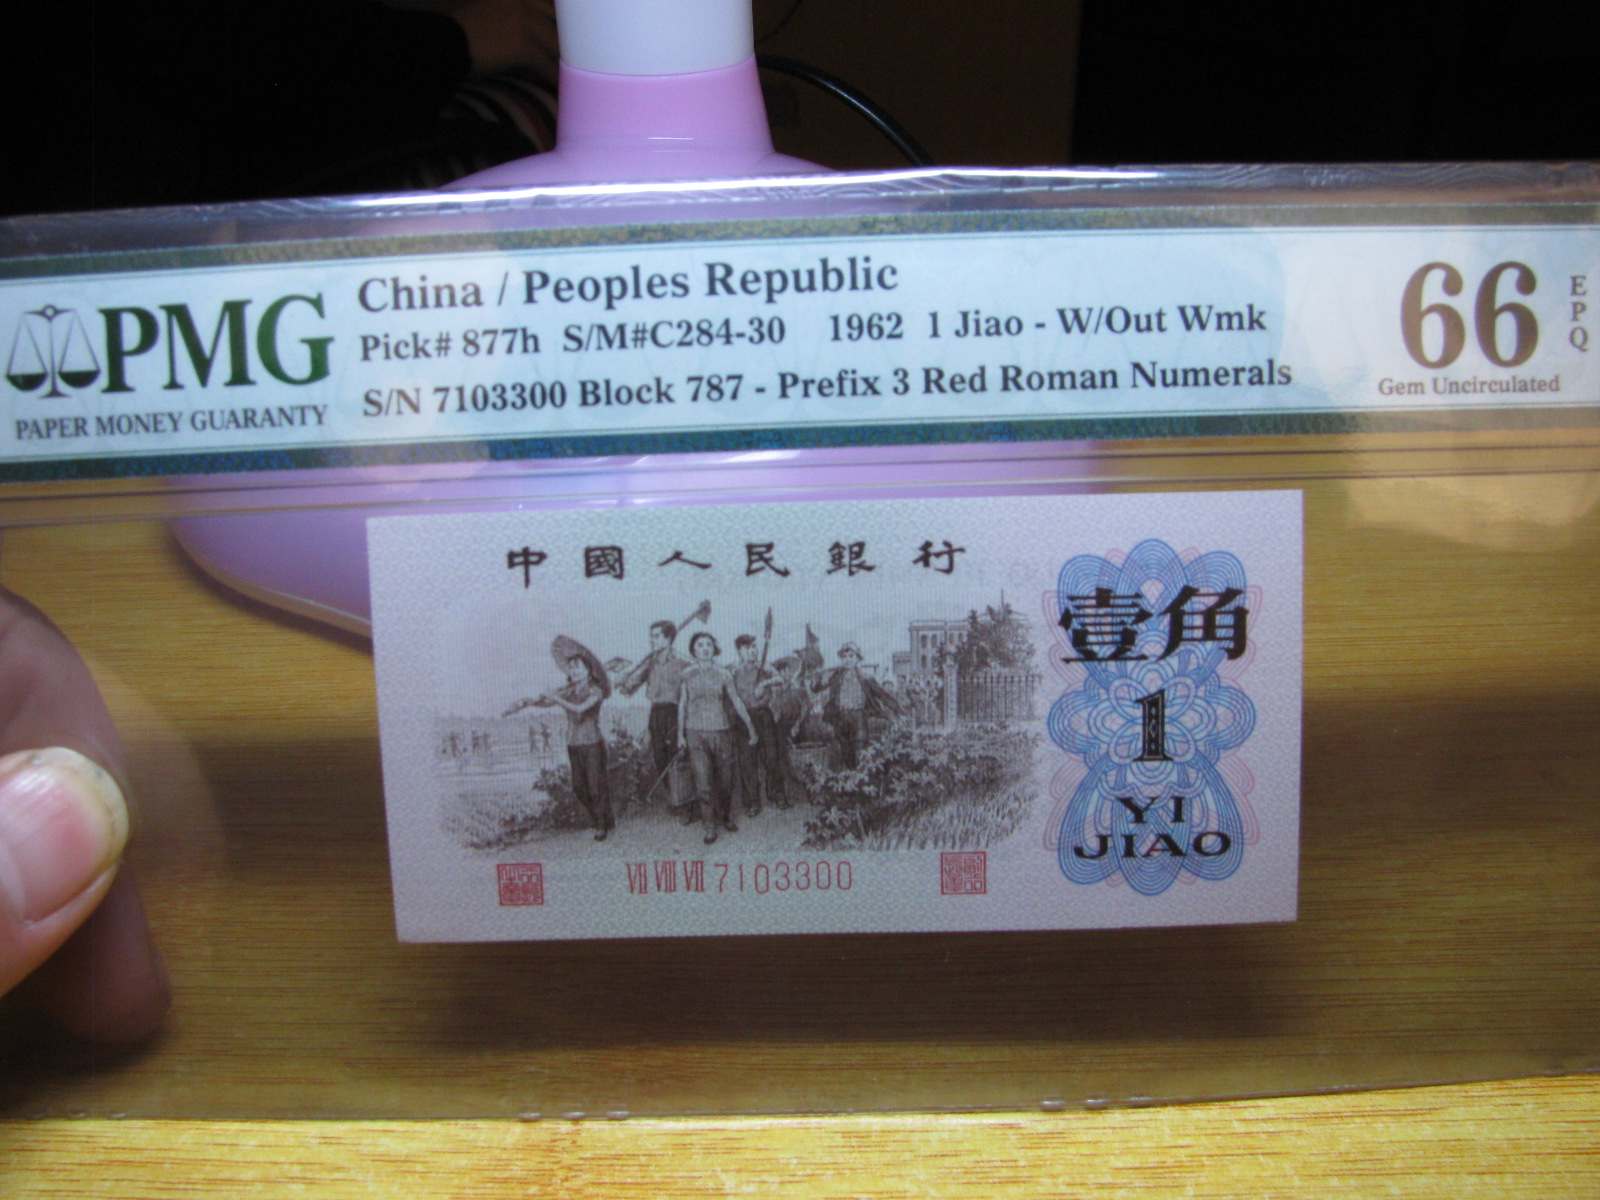 PMG
PAPER MONEY GUARANTY
China / Peoples Republic
Pick# 877h S/M#C284-30 1962 1 Jiao - W/Out Wmk
S/N 7103300 Block 787 - Prefix 3 Red Roman Numerals
66
EPQ
Gem Uncirculated
中國人民銀行
壹角
1
YI
JIAO
VII VIII VII 7103300